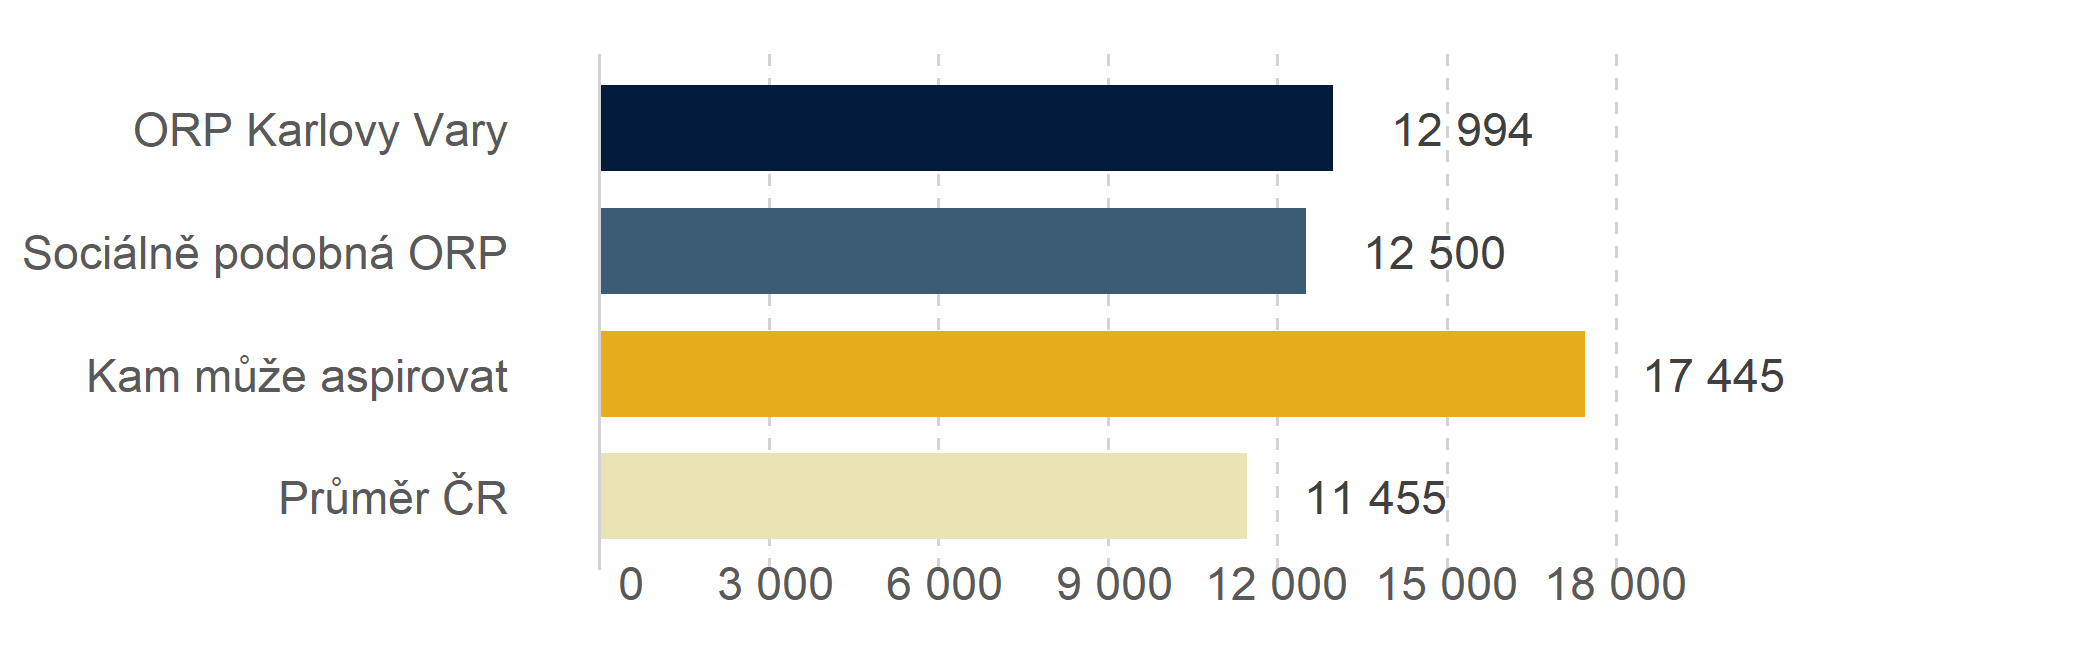 ORP Karlovy Vary 12 994
Sociálně podobná ORP 12 500
Kam může aspirovat 17 445
Průměr ČR 11 455
0 3 000 6 000 9 000 12 000 15 000 18 000